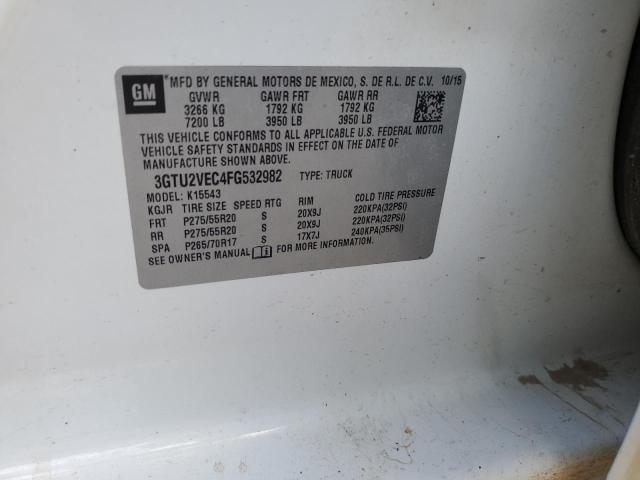 GM
*MFD BY GENERAL MOTORS DE MEXICO, S. DE R.L. DE C.V. 10/15
GVWR GAWR FRT GAWR RR
3266 KG 1792 KG 1792 KG
7200 LB 3950 LB 3950 LB
THIS VEHICLE CONFORMS TO ALL APPLICABLE U.S. FEDERAL MOTOR
VEHICLE SAFETY STANDARDS IN EFFECT ON THE DATE OF
MANUFACTURE SHOWN ABOVE.
3GTU2VEC4FG532982 TYPE: TRUCK
MODEL: K15543
KGJR TIRE SIZE SPEED RTG RIM COLD TIRE PRESSURE
FRT P275/55R20 S 20X9J 220KPA(32PSI)
RR P275/55R20 S 20X9J 220KPA(32PSI)
SPA P265/70R17 S 17X7J 240KPA(35PSI)
SEE OWNER'S MANUAL FOR MORE INFORMATION.